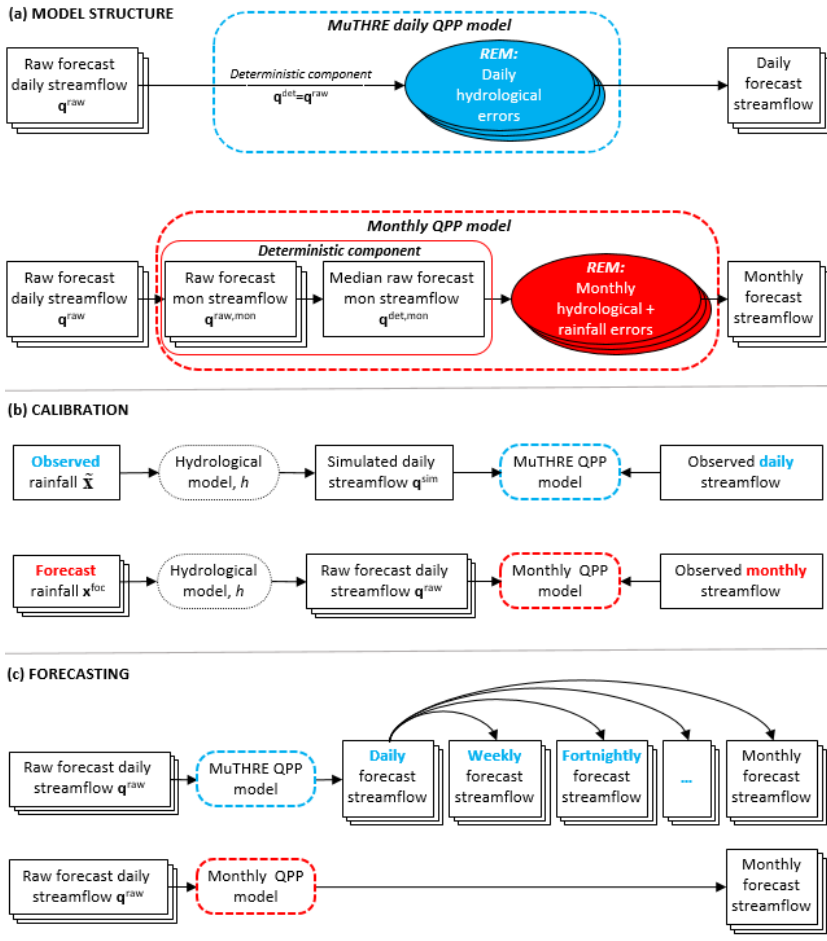 (a) MODEL STRUCTURE
MuTHRE daily QPP model
Raw forecast
daily streamflow
q^raw
Deterministic component
q^det=q^raw
REM:
Daily
hydrological
errors
Daily
forecast
streamflow
Monthly QPP model
Deterministic component
Raw forecast
daily streamflow
q^raw
Raw forecast
mon streamflow
q^raw,mon
Median raw forecast
mon streamflow
q^det,mon
REM:
Monthly
hydrological +
rainfall errors
Monthly
forecast
streamflow
(b) CALIBRATION
Observed
rainfall x̃
Hydrological
model, h
Simulated daily
streamflow q^sim
MuTHRE QPP
model
Observed daily
streamflow
Forecast
rainfall x^foc
Hydrological
model, h
Raw forecast daily
streamflow q^raw
Monthly QPP
model
Observed monthly
streamflow
(c) FORECASTING
Raw forecast daily
streamflow q^raw
MuTHRE QPP
model
Daily
forecast
streamflow
Weekly
forecast
streamflow
Fortnightly
forecast
streamflow
...
Monthly
forecast
streamflow
Raw forecast daily
streamflow q^raw
Monthly QPP
model
Monthly
forecast
streamflow